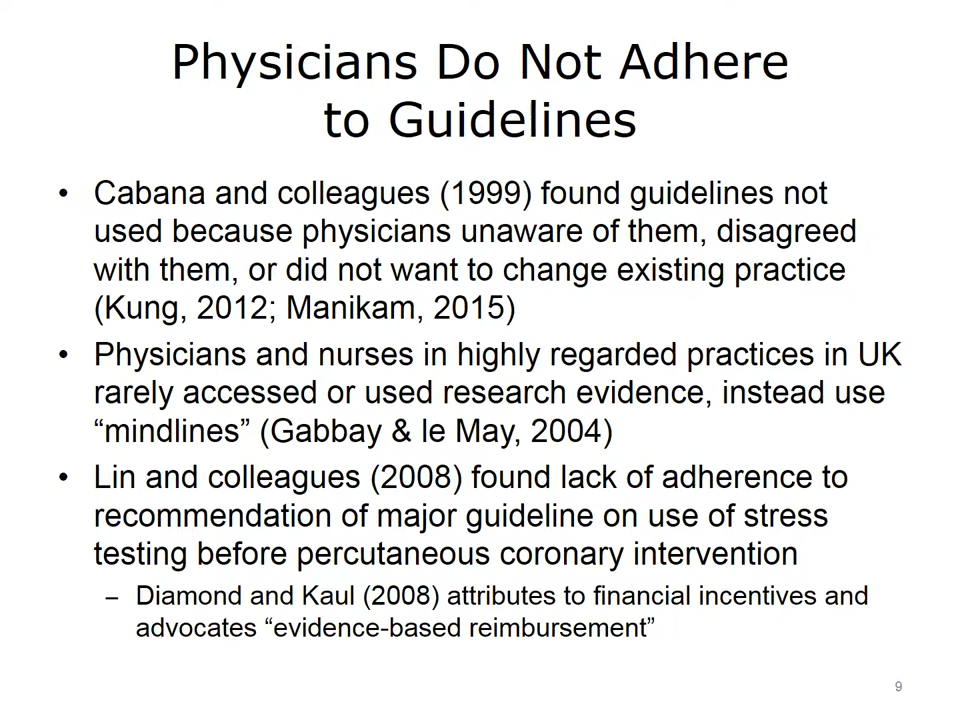 Physicians Do Not Adhere
to Guidelines
• Cabana and colleagues (1999) found guidelines not
used because physicians unaware of them, disagreed
with them, or did not want to change existing practice
(Kung, 2012; Manikam, 2015)
• Physicians and nurses in highly regarded practices in UK
rarely accessed or used research evidence, instead use
“mindlines” (Gabbay & le May, 2004)
• Lin and colleagues (2008) found lack of adherence to
recommendation of major guideline on use of stress
testing before percutaneous coronary intervention
– Diamond and Kaul (2008) attributes to financial incentives and
advocates “evidence-based reimbursement”
9